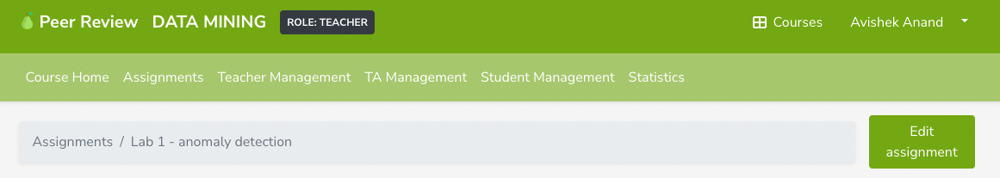 Peer Review DATA MINING ROLE: TEACHER Courses Avishek Anand
Course Home Assignments Teacher Management TA Management Student Management Statistics
Assignments / Lab 1 - anomaly detection
Edit
assignment